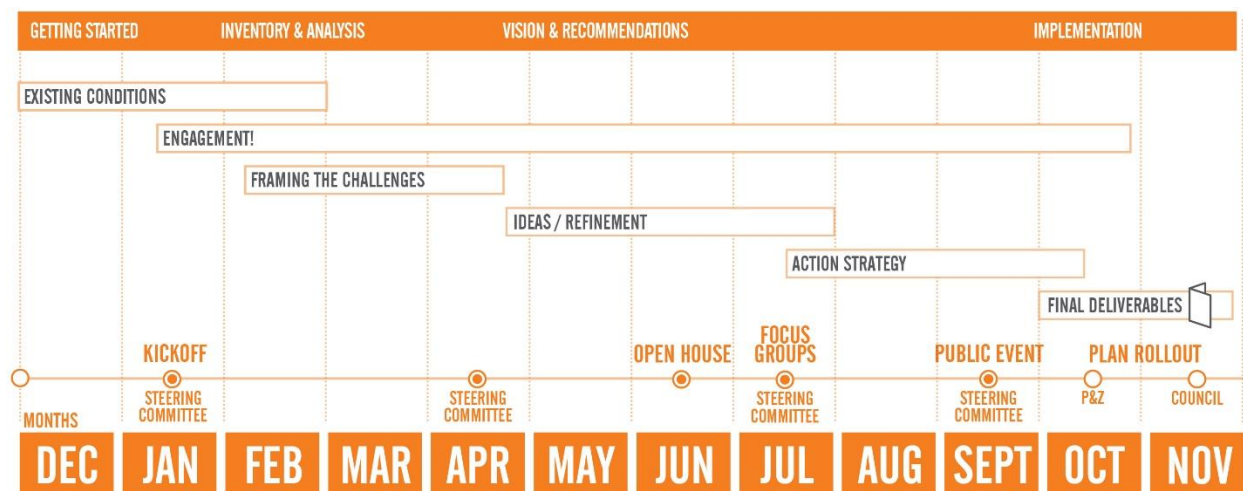 GETTING STARTED
INVENTORY & ANALYSIS
VISION & RECOMMENDATIONS
IMPLEMENTATION
EXISTING CONDITIONS
ENGAGEMENT!
FRAMING THE CHALLENGES
IDEAS / REFINEMENT
ACTION STRATEGY
FINAL DELIVERABLES
KICKOFF
OPEN HOUSE
FOCUS
GROUPS
PUBLIC EVENT
PLAN ROLLOUT
STEERING
COMMITTEE
STEERING
COMMITTEE
STEERING
COMMITTEE
STEERING
COMMITTEE
P&Z
COUNCIL
MONTHS
DEC
JAN
FEB
MAR
APR
MAY
JUN
JUL
AUG
SEPT
OCT
NOV